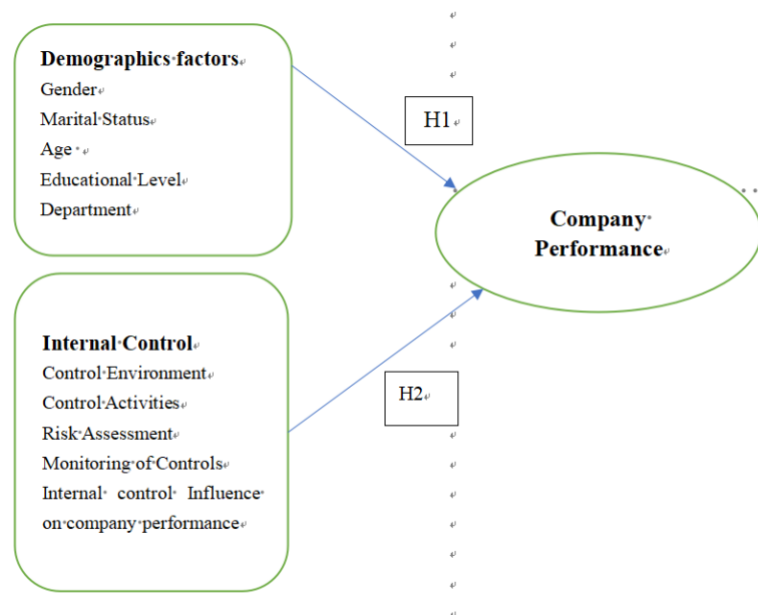 Demographics factors
Gender
Marital Status
Age
Educational Level
Department
H1
Company
Performance
Internal Control
Control Environment
Control Activities
Risk Assessment
Monitoring of Controls
Internal control Influence
on company performance
H2